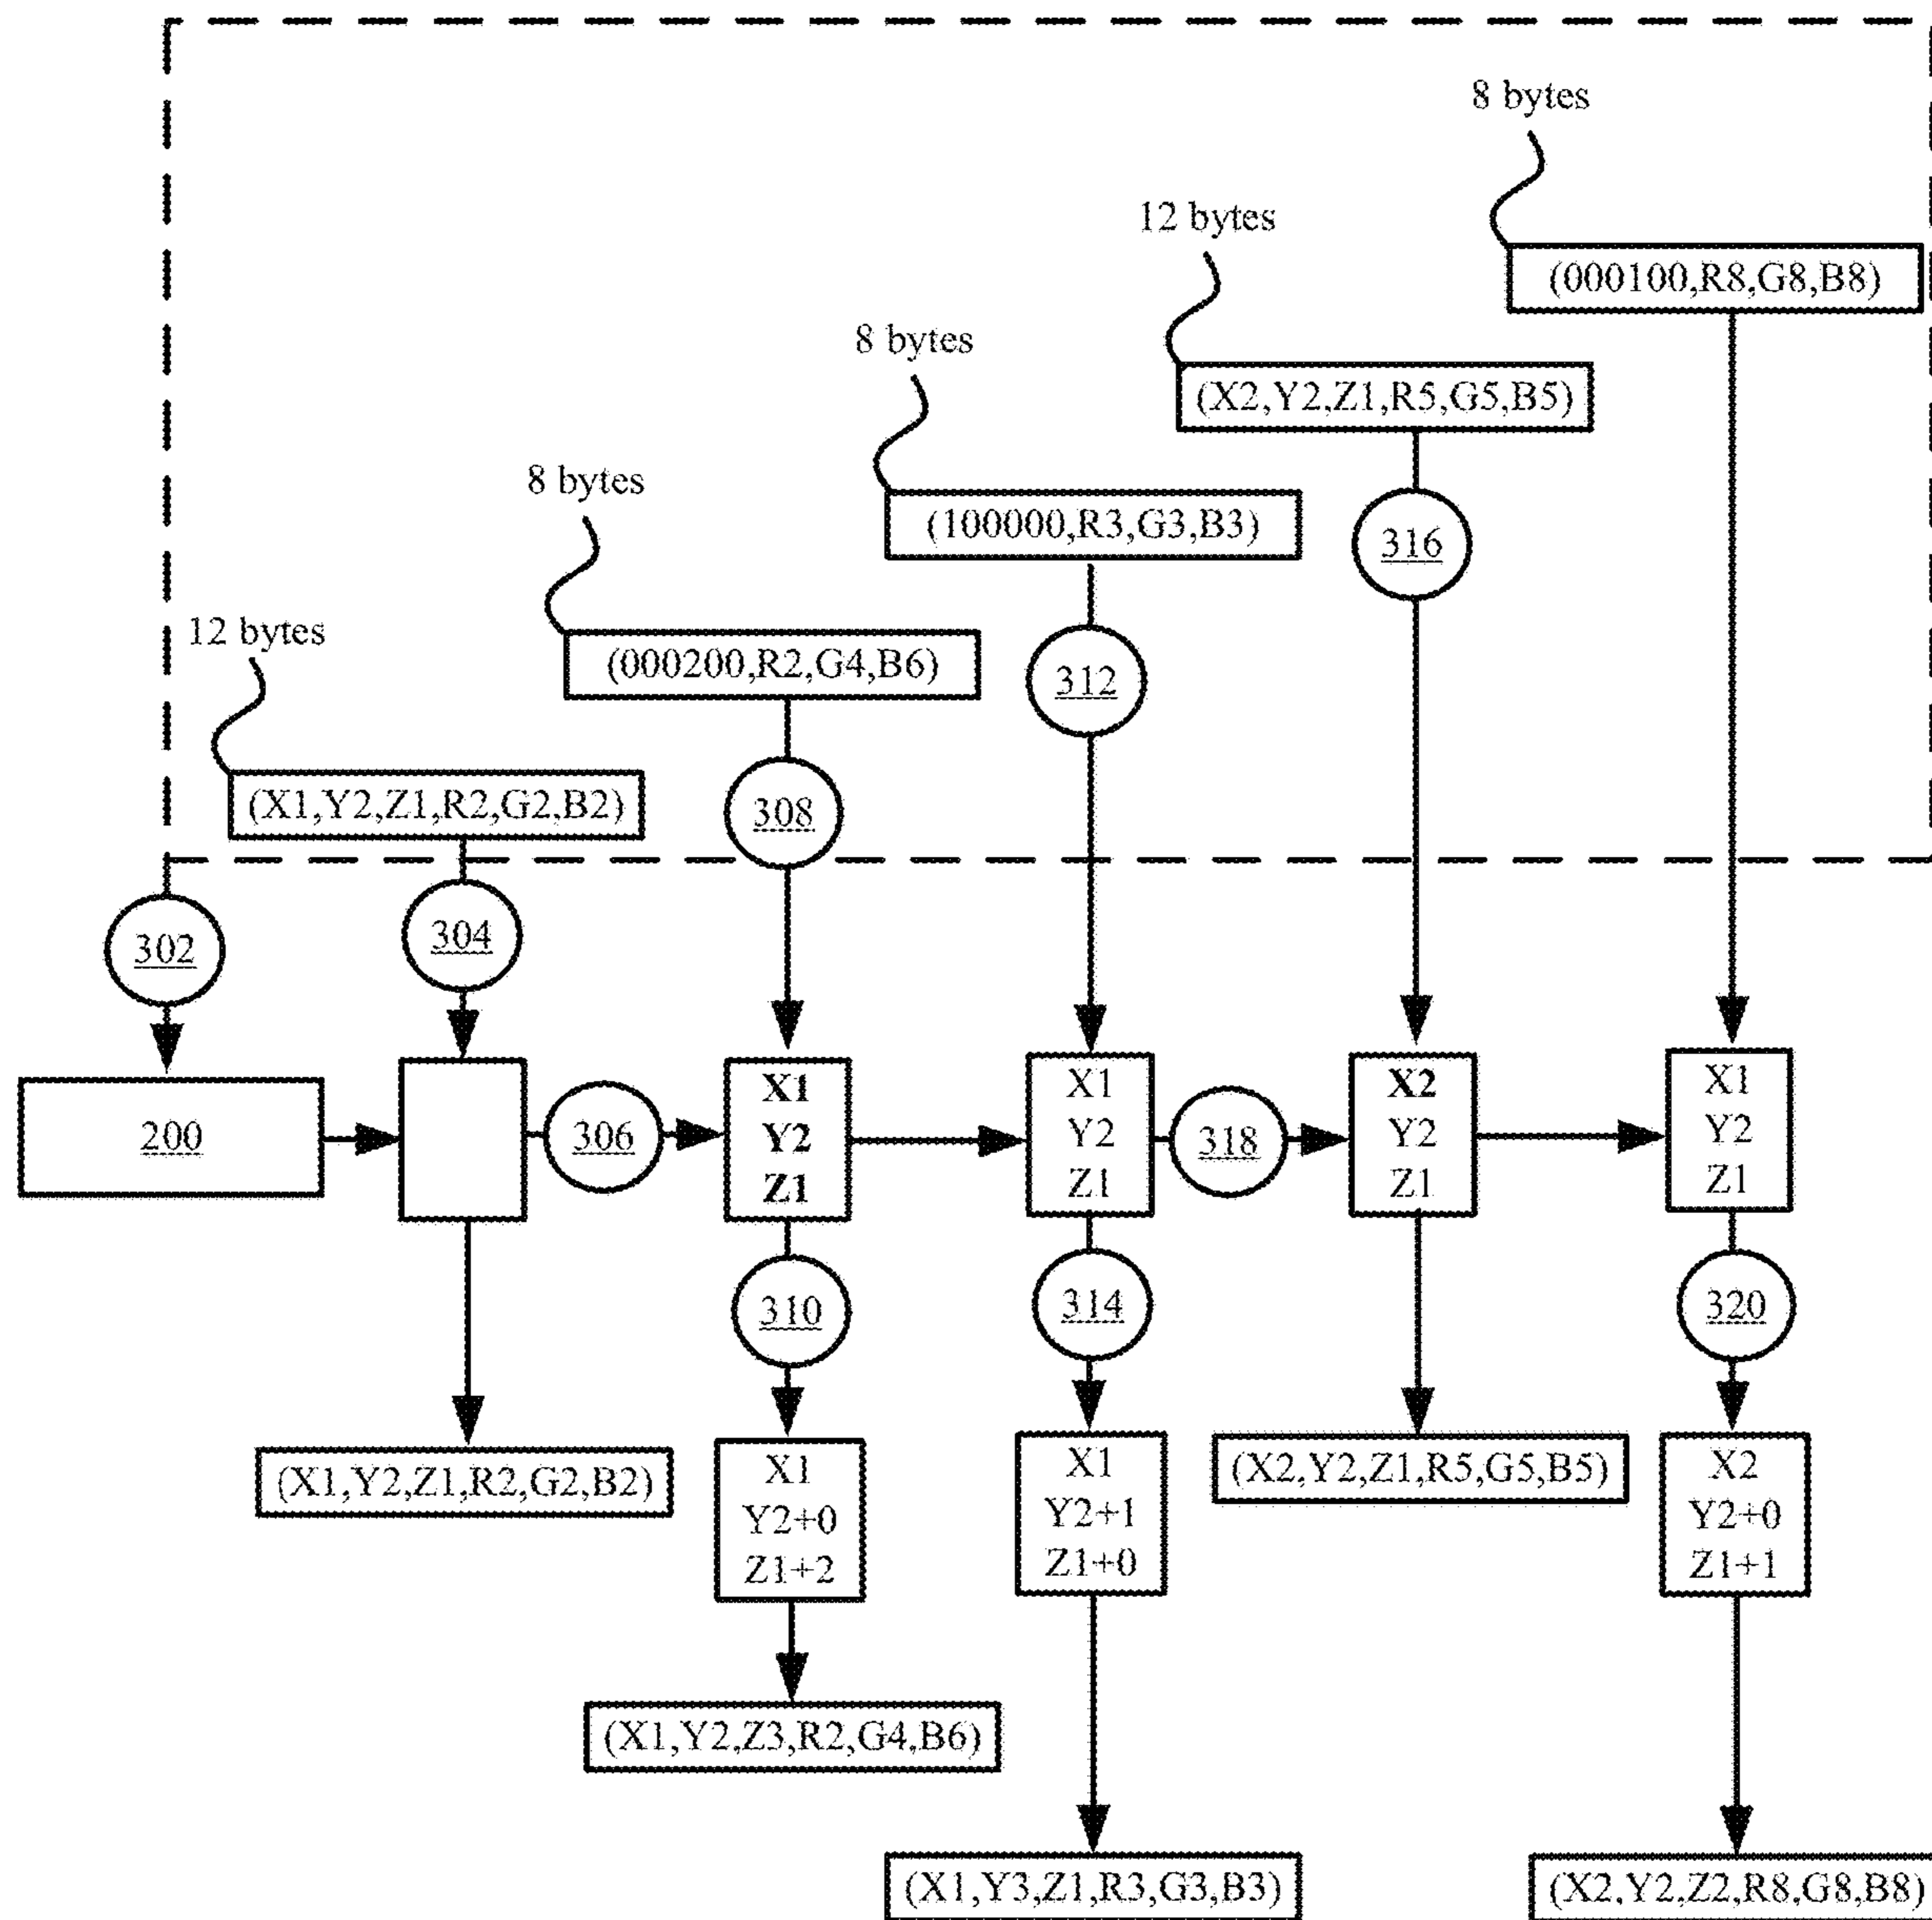 8 bytes
(000100,R8,G8,B8)
12 bytes
(X2,Y2,Z1,R5,G5,B5)
8 bytes
(100000,R3,G3,B3)
316
8 bytes
(000200,R2,G4,B6)
312
12 bytes
(X1,Y2,Z1,R2,G2,B2)
308
302
304
200
306
X1
Y2
Z1
X1
Y2
Z1
318
X2
Y2
Z1
X1
Y2
Z1
310
314
320
(X1,Y2,Z1,R2,G2,B2)
X1
Y2+0
Z1+2
X1
Y2+1
Z1+0
(X2,Y2,Z1,R5,G5,B5)
X2
Y2+0
Z1+1
(X1,Y2,Z3,R2,G4,B6)
(X1,Y3,Z1,R3,G3,B3)
(X2,Y2,Z2,R8,G8,B8)